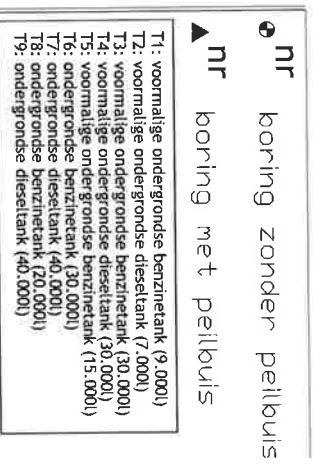 nr boring zonder peilbuis
nr boring met peilbuis
T1: voormalige ondergrondse benzinetank (9.000l)
T2: voormalige ondergrondse dieseltank (7.000l)
T3: voormalige ondergrondse benzinetank (30.000l)
T4: voormalige ondergrondse dieseltank (30.000l)
T5: voormalige ondergrondse benzinetank (15.000l)
T6: ondergrondse benzinetank (30.000l)
T7: ondergrondse dieseltank (40.000l)
T8: ondergrondse benzinetank (20.000l)
T9: ondergrondse dieseltank (40.000l)